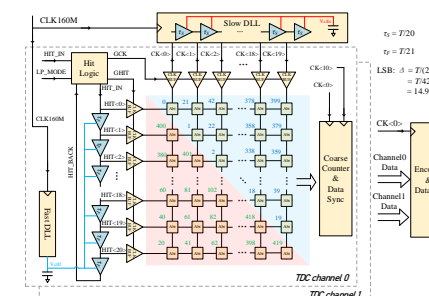 CLK160M
Slow DLL
τS
τS
...
τS
τS
Vctrl
τS = T/20
τF = T/21
LSB: Δ = T/(2
= T/42
= 14.9
HIT_IN
LP_MODE
Hit
Logic
GCK
GHIT
CK<0>
CK<1>
CK<2>
...
CK<18>
CK<19>
HIT_IN
CLK160M
HIT_BACK
Fast DLL
Vctrl
HIT<0>
HIT<1>
HIT<2>
HIT<18>
HIT<19>
HIT<20>
0 21 42 378 399
400 1 22 358 379
380 401 2 338 359
60 81 102 18 39
40 61 82 418 19
20 41 62 398 419
CK<10>
CK<0>
Coarse
Counter
&
Data
Sync
CK<0>
Channel0
Data
Channel1
Data
TDC channel 0
TDC channel 1